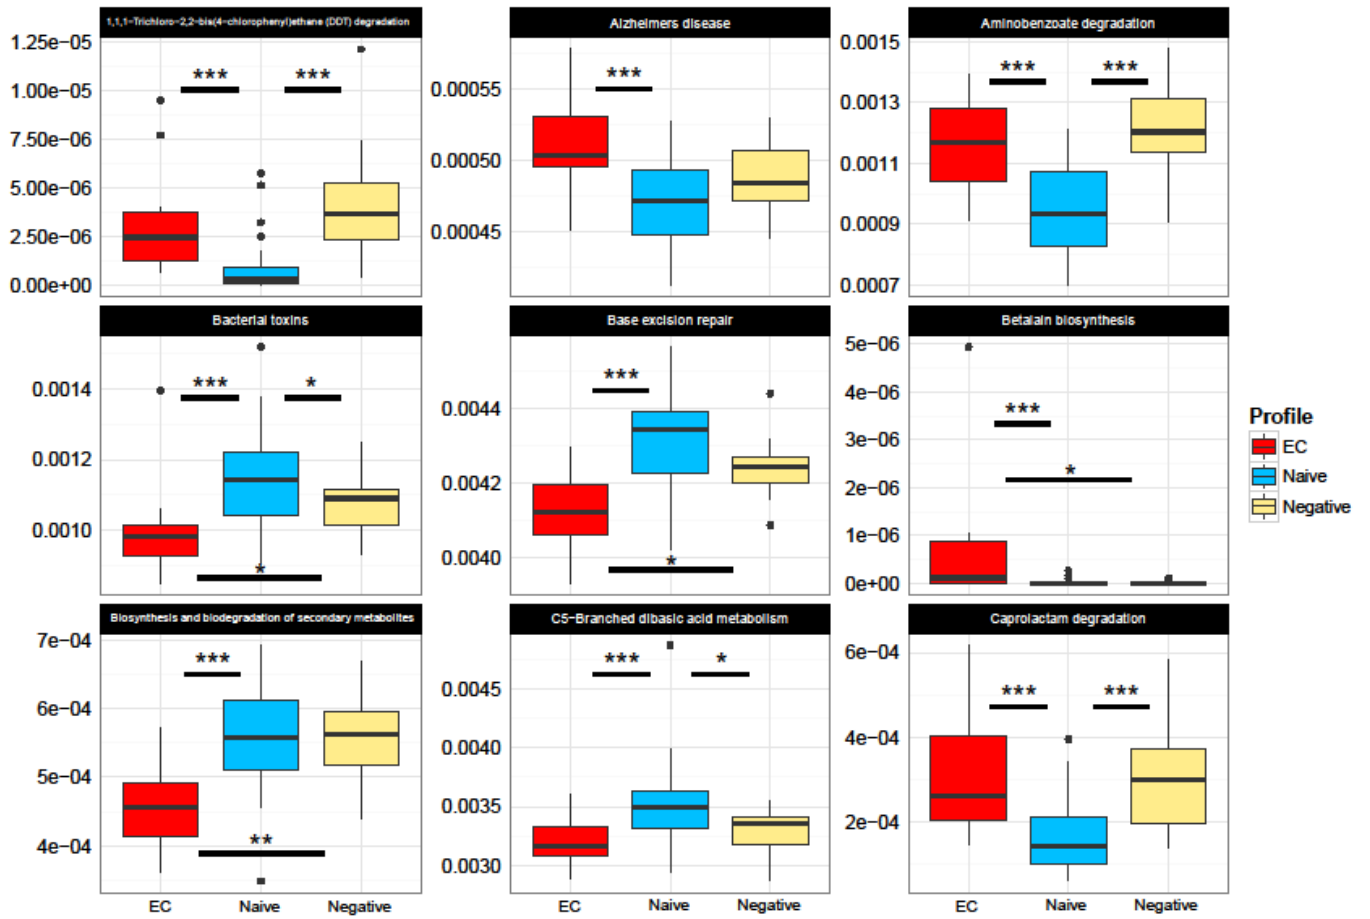 1,1,1-Trichloro-2,2-bis(4-chlorophenyl)ethane (DDT) degradation
Alzheimers disease
Aminobenzoate degradation
1.25e-05
1.00e-05
7.50e-06
5.00e-06
2.50e-06
0.00e+00
*** ***
0.00055
0.00050
0.00045
***
0.0015
0.0013
0.0011
0.0009
0.0007
*** ***
Bacterial toxins
Base excision repair
Betalain biosynthesis
0.0014
0.0012
0.0010
*** *
*
0.0044
0.0042
0.0040
***
*
5e-06
4e-06
3e-06
2e-06
1e-06
0e+00
***
*
Profile
EC
Naive
Negative
Biosynthesis and biodegradation of secondary metabolites
C5-Branched dibasic acid metabolism
Caprolactam degradation
7e-04
6e-04
5e-04
4e-04
***
**
0.0045
0.0040
0.0035
0.0030
*** *
6e-04
4e-04
2e-04
*** ***
EC Naive Negative
EC Naive Negative
EC Naive Negative